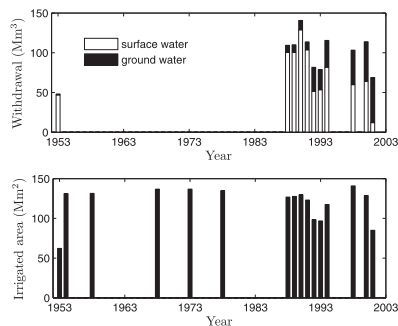 150
100
50
0
Withdrawal (Mm³)
surface water
ground water
1953 1963 1973 1983 1993 2003
Year
150
100
50
0
Irrigated area (Mm²)
1953 1963 1973 1983 1993 2003
Year